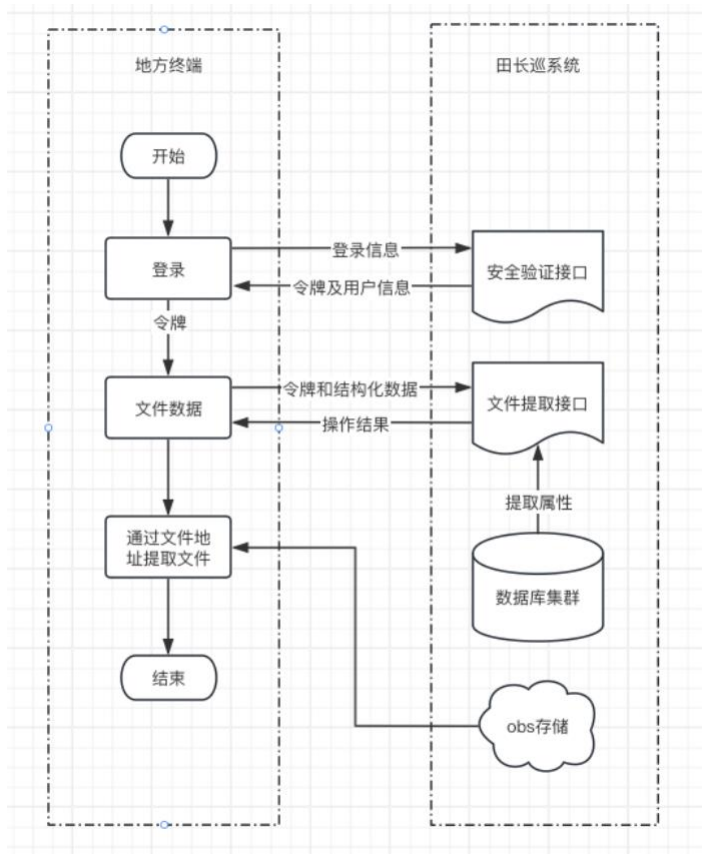 地方终端
田长巡系统
开始
登录信息
登录
安全验证接口
令牌及用户信息
令牌
令牌和结构化数据
文件数据
文件提取接口
操作结果
提取属性
通过文件地
址提取文件
数据库集群
结束
obs存储